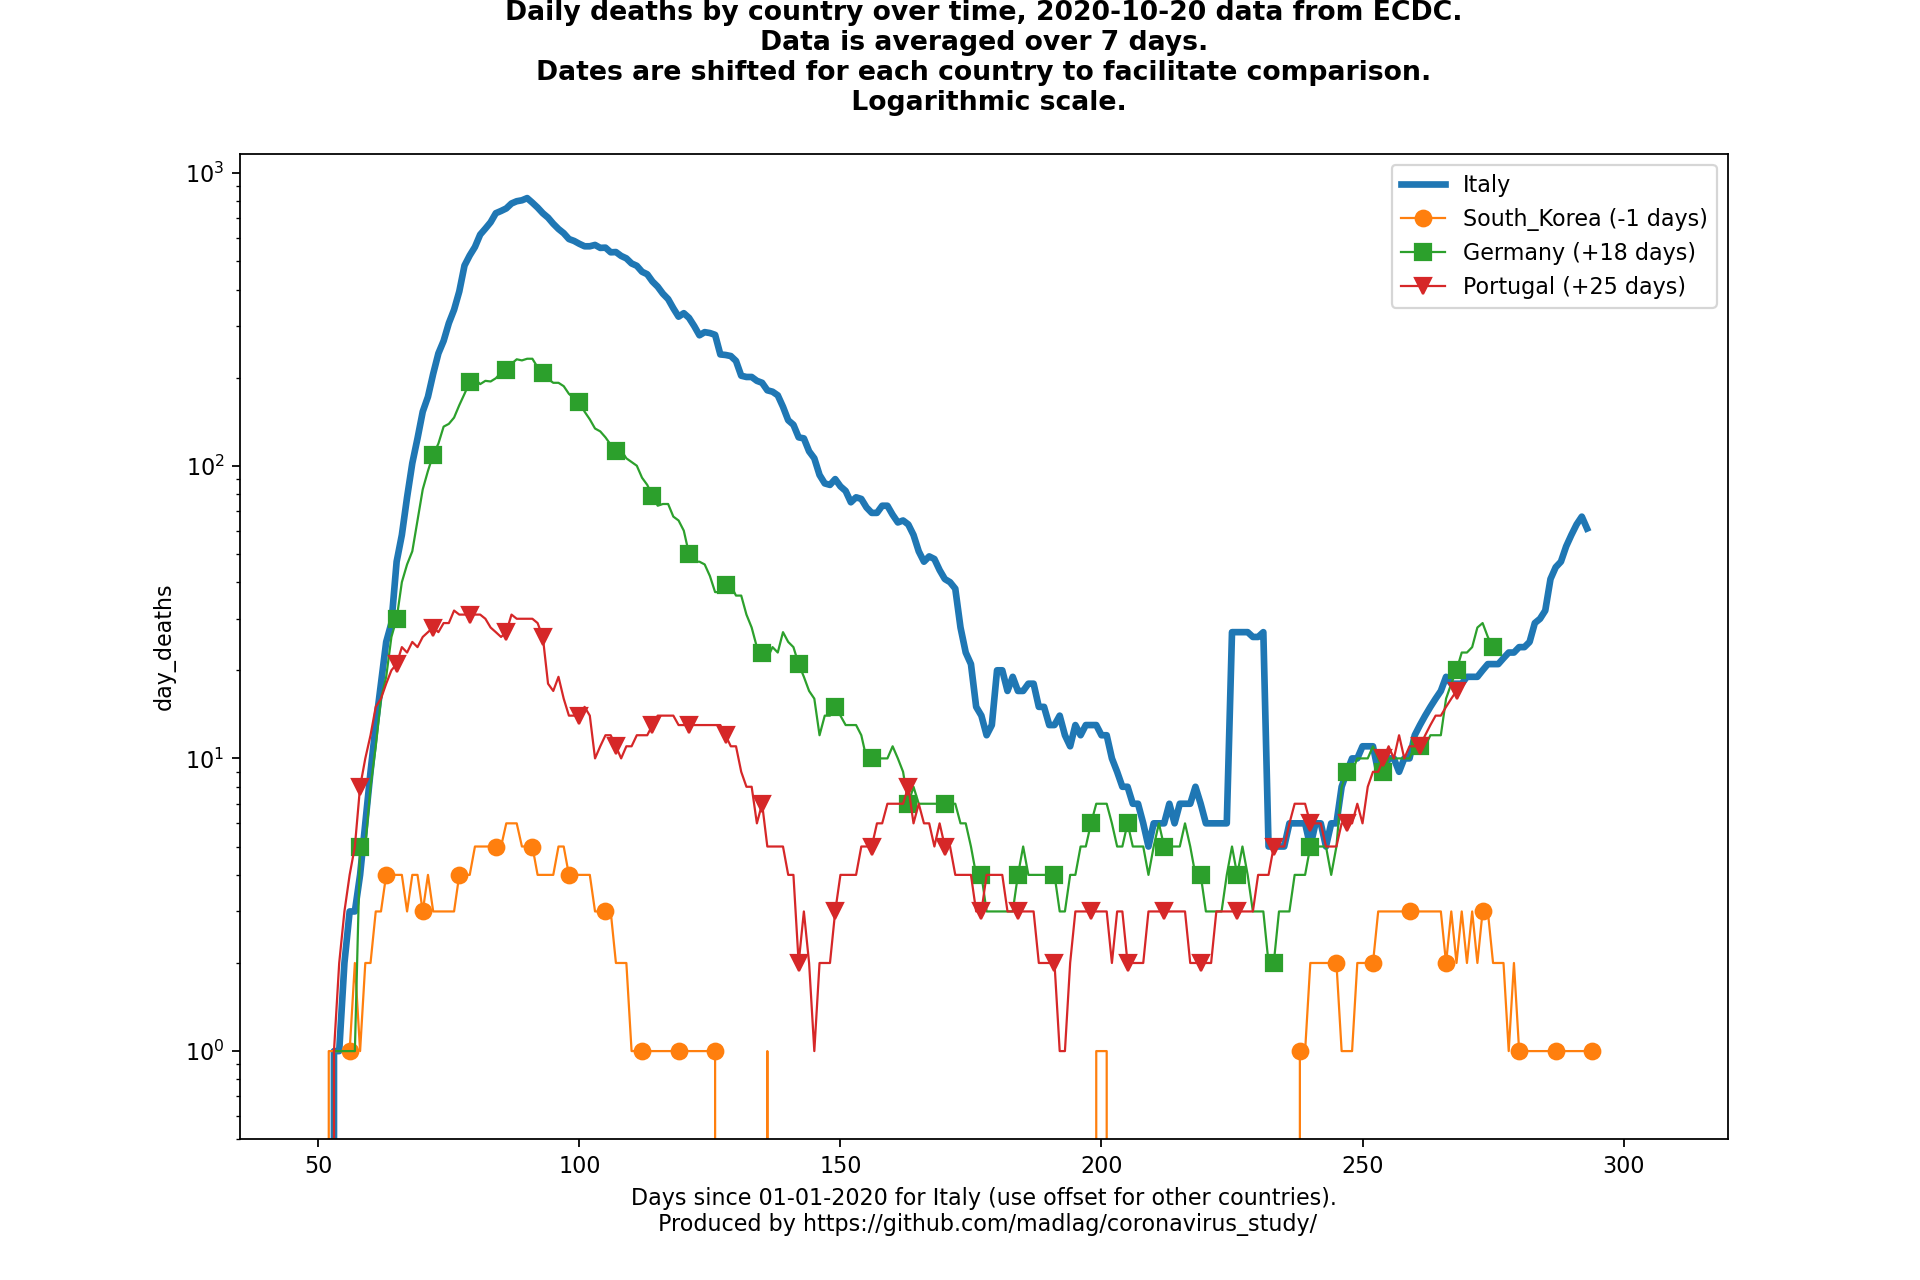 Daily deaths by country over time, 2020-10-20 data from ECDC.
Data is averaged over 7 days.
Dates are shifted for each country to facilitate comparison.
Logarithmic scale.
10³
10²
10¹
10⁰
day_deaths
Italy
South_Korea (-1 days)
Germany (+18 days)
Portugal (+25 days)
50 100 150 200 250 300
Days since 01-01-2020 for Italy (use offset for other countries).
Produced by https://github.com/madlag/coronavirus_study/